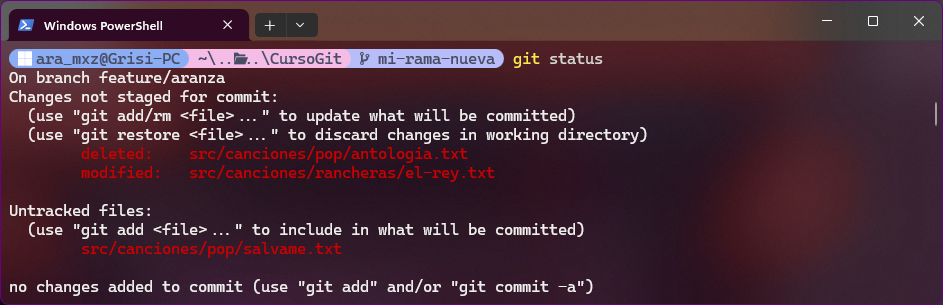 Windows PowerShell
ara_mxz@Grisi-PC ~\..\..\CursoGit mi-rama-nueva git status
On branch feature/aranza
Changes not staged for commit:
(use "git add/rm <file>..." to update what will be committed)
(use "git restore <file>..." to discard changes in working directory)
deleted: src/canciones/pop/antologia.txt
modified: src/canciones/rancheras/el-rey.txt
Untracked files:
(use "git add <file>..." to include in what will be committed)
src/canciones/pop/salvame.txt
no changes added to commit (use "git add" and/or "git commit -a")